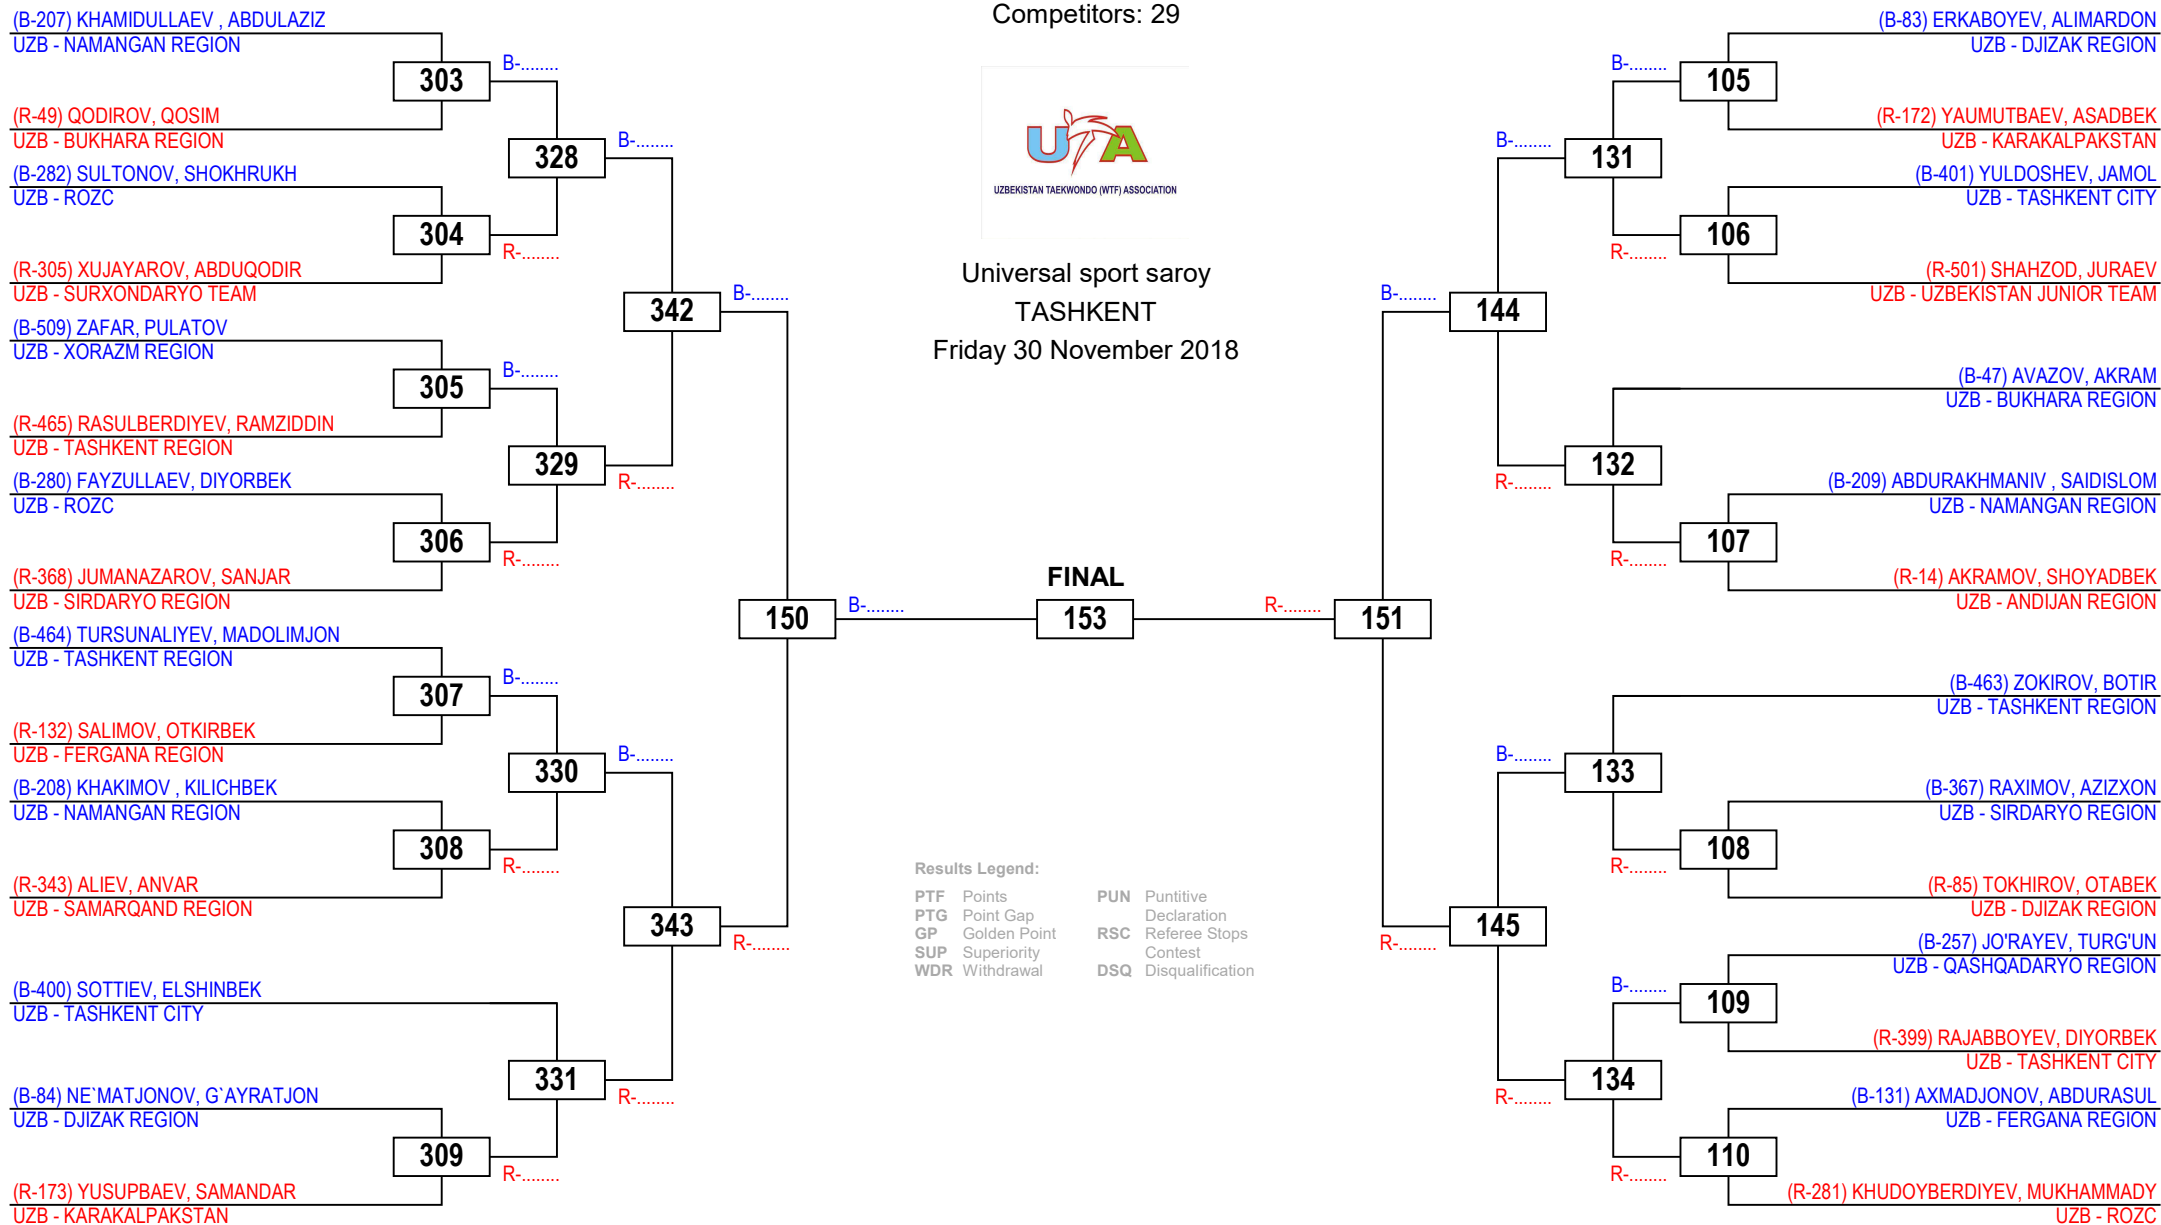 Competitors: 29
UTA
UZBEKISTAN TAEKWONDO (WTF) ASSOCIATION
Universal sport saroy
TASHKENT
Friday 30 November 2018
(B-207) KHAMIDULLAEV , ABDULAZIZ
UZB - NAMANGAN REGION
303
B-........
(R-49) QODIROV, QOSIM
UZB - BUKHARA REGION
328
B-........
(B-282) SULTONOV, SHOKHRUKH
UZB - ROZC
304
R-........
(R-305) XUJAYAROV, ABDUQODIR
UZB - SURXONDARYO TEAM
342
B-........
(B-509) ZAFAR, PULATOV
UZB - XORAZM REGION
305
B-........
(R-465) RASULBERDIYEV, RAMZIDDIN
UZB - TASHKENT REGION
329
R-........
(B-280) FAYZULLAEV, DIYORBEK
UZB - ROZC
306
R-........
(R-368) JUMANAZAROV, SANJAR
UZB - SIRDARYO REGION
150
B-........
(B-464) TURSUNALIYEV, MADOLIMJON
UZB - TASHKENT REGION
307
B-........
(R-132) SALIMOV, OTKIRBEK
UZB - FERGANA REGION
330
B-........
(B-208) KHAKIMOV , KILICHBEK
UZB - NAMANGAN REGION
308
R-........
(R-343) ALIEV, ANVAR
UZB - SAMARQAND REGION
343
R-........
(B-400) SOTTIEV, ELSHINBEK
UZB - TASHKENT CITY
331
R-........
(B-84) NE`MATJONOV, G`AYRATJON
UZB - DJIZAK REGION
309
R-........
(R-173) YUSUPBAEV, SAMANDAR
UZB - KARAKALPAKSTAN
FINAL
153
Results Legend:
PTF Points
PTG Point Gap
GP Golden Point
SUP Superiority
WDR Withdrawal
PUN Puntitive
Declaration
RSC Referee Stops
Contest
DSQ Disqualification
(B-83) ERKABOYEV, ALIMARDON
UZB - DJIZAK REGION
B-........
105
(R-172) YAUMUTBAEV, ASADBEK
UZB - KARAKALPAKSTAN
B-........
131
(B-401) YULDOSHEV, JAMOL
UZB - TASHKENT CITY
R-........
106
(R-501) SHAHZOD, JURAEV
UZB - UZBEKISTAN JUNIOR TEAM
B-........
144
(B-47) AVAZOV, AKRAM
UZB - BUKHARA REGION
R-........
132
(B-209) ABDURAKHMANIV , SAIDISLOM
UZB - NAMANGAN REGION
R-........
107
(R-14) AKRAMOV, SHOYADBEK
UZB - ANDIJAN REGION
R-........
151
(B-463) ZOKIROV, BOTIR
UZB - TASHKENT REGION
B-........
133
(B-367) RAXIMOV, AZIZXON
UZB - SIRDARYO REGION
R-........
108
(R-85) TOKHIROV, OTABEK
UZB - DJIZAK REGION
R-........
145
(B-257) JO'RAYEV, TURG'UN
UZB - QASHQADARYO REGION
B-........
109
(R-399) RAJABBOYEV, DIYORBEK
UZB - TASHKENT CITY
R-........
134
(B-131) AXMADJONOV, ABDURASUL
UZB - FERGANA REGION
R-........
110
(R-281) KHUDOYBERDIYEV, MUKHAMMADY
UZB - ROZC